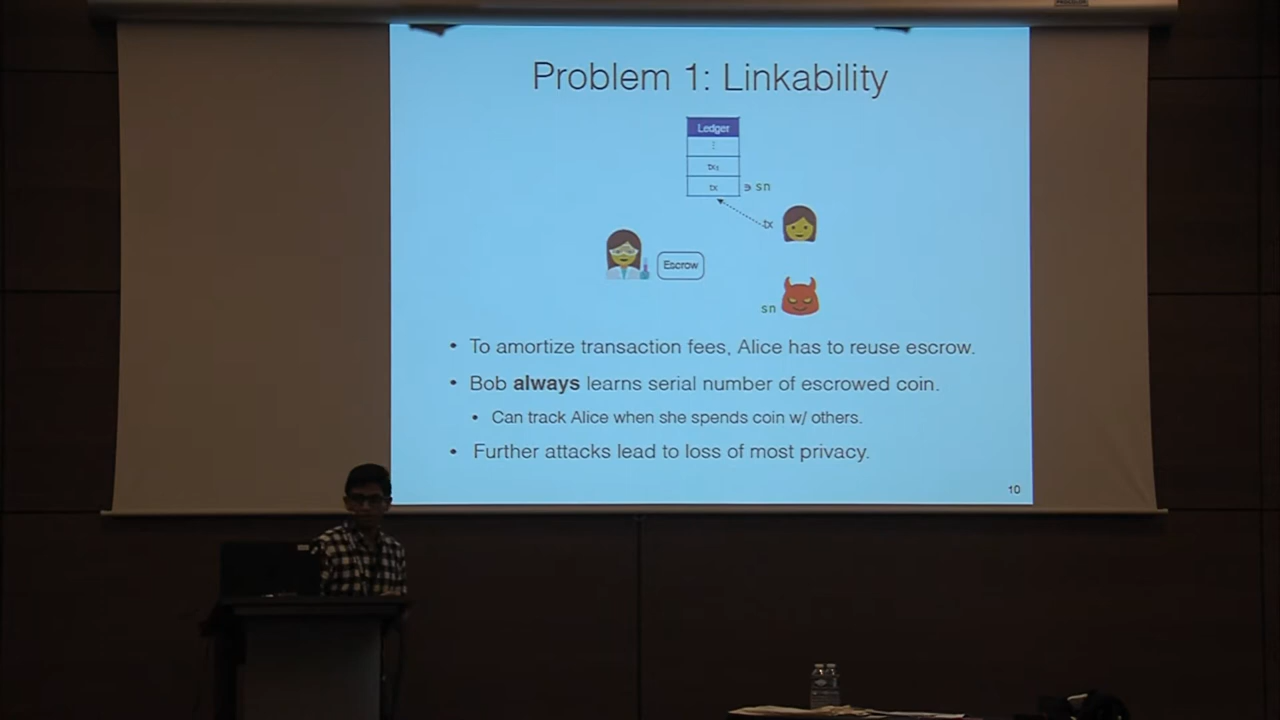 Problem 1: Linkability
Ledger
⋮
tx
∋ sn
tx
Escrow
sn
• To amortize transaction fees, Alice has to reuse escrow.
• Bob always learns serial number of escrowed coin.
• Can track Alice when she spends coin w/ others.
• Further attacks lead to loss of most privacy.
10